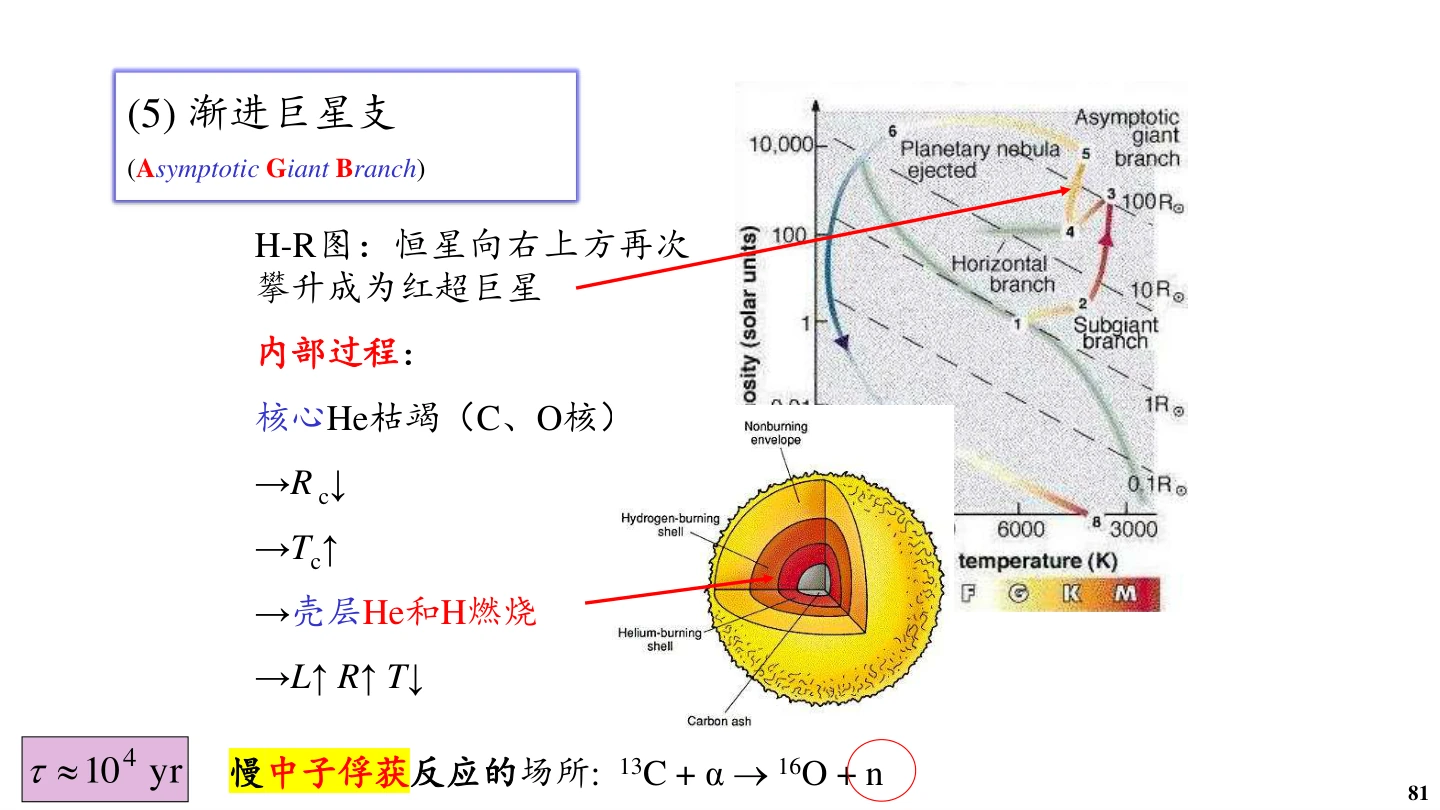 (5) 渐进巨星支
(Asymptotic Giant Branch)
H-R图：恒星向右上方再次
攀升成为红超巨星
内部过程：
核心He枯竭（C、O核）
→R c↓
→Tc↑
→壳层He和H燃烧
→L↑ R↑ T↓
τ ≈ 10⁴ yr
慢中子俘获反应的场所: ¹³C + α → ¹⁶O + n
Asymptotic
giant
branch
6
10,000
Planetary nebula
ejected
5
3
100R⊙
100
4
Horizontal
branch
10R⊙
2
1
1
Subgiant
branch
osity (solar units)
1R⊙
0.1R⊙
6000
8
3000
temperature (K)
F G K M
Nonburning
envelope
Hydrogen-burning
shell
Helium-burning
shell
Carbon ash
81